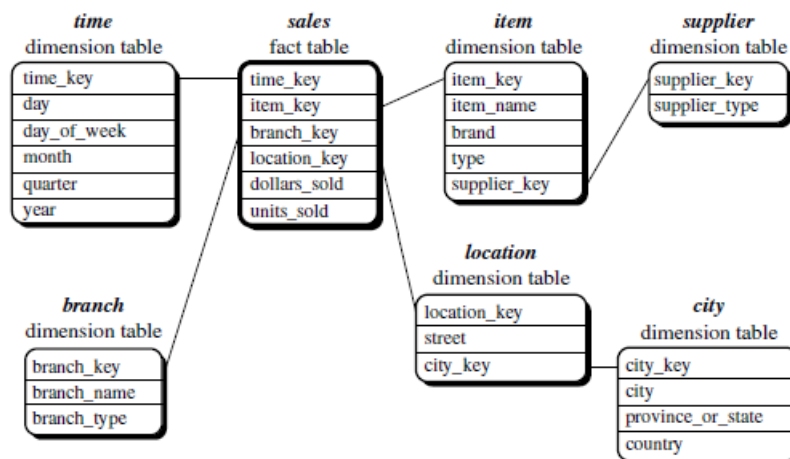 time
dimension table
time_key
day
day_of_week
month
quarter
year
sales
fact table
time_key
item_key
branch_key
location_key
dollars_sold
units_sold
item
dimension table
item_key
item_name
brand
type
supplier_key
supplier
dimension table
supplier_key
supplier_type
branch
dimension table
branch_key
branch_name
branch_type
location
dimension table
location_key
street
city_key
city
dimension table
city_key
city
province_or_state
country